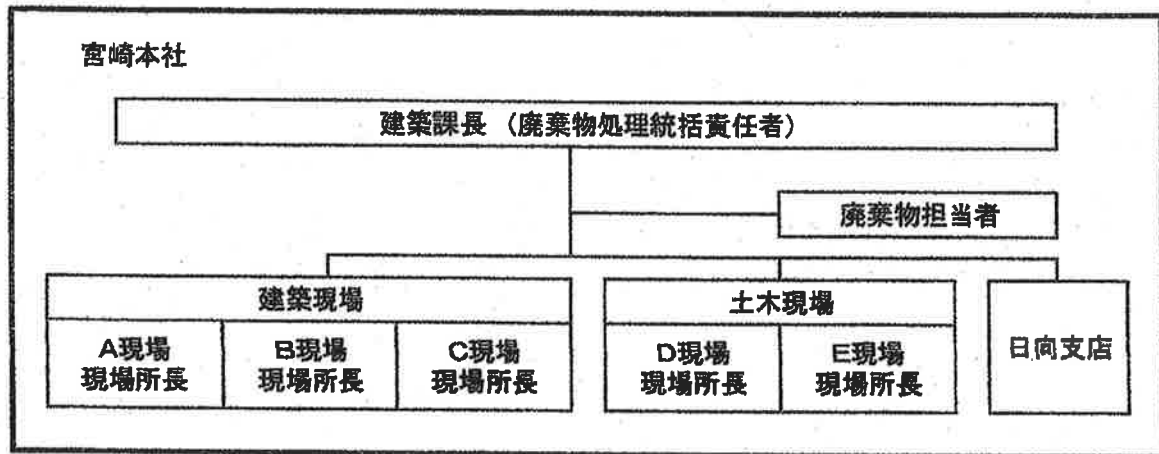 宮崎本社
建築課長（廃棄物処理統括責任者）
廃棄物担当者
建築現場
A現場
現場所長
B現場
現場所長
C現場
現場所長
土木現場
D現場
現場所長
E現場
現場所長
日向支店